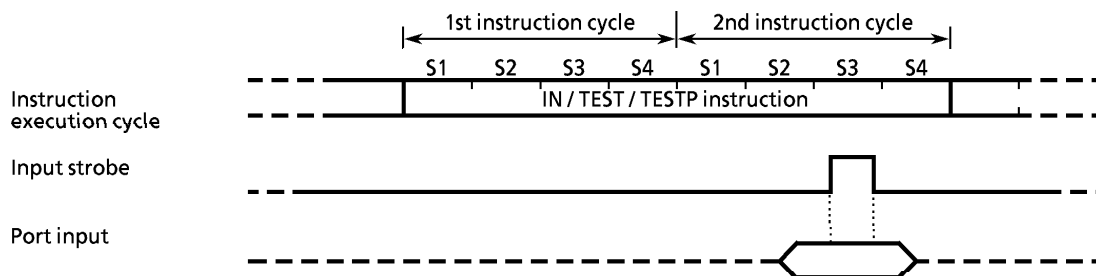 1st instruction cycle 2nd instruction cycle
S1 S2 S3 S4 S1 S2 S3 S4
Instruction
execution cycle
IN / TEST / TESTP instruction
Input strobe
Port input